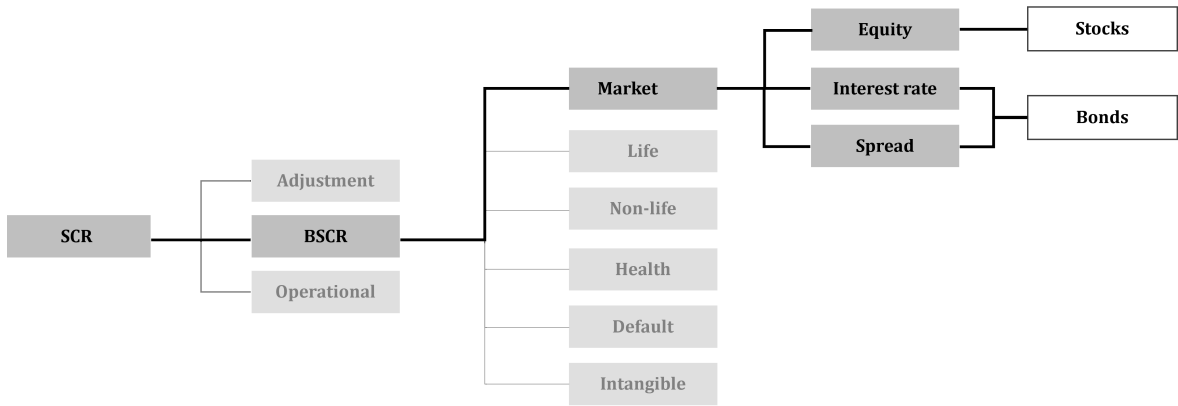 SCR
Adjustment
BSCR
Operational
Market
Life
Non-life
Health
Default
Intangible
Equity
Interest rate
Spread
Stocks
Bonds